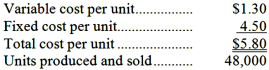 Variable cost per unit................ $1.30
Fixed cost per unit.................... 4.50
Total cost per unit .................... $5.80
Units produced and sold........... 48,000